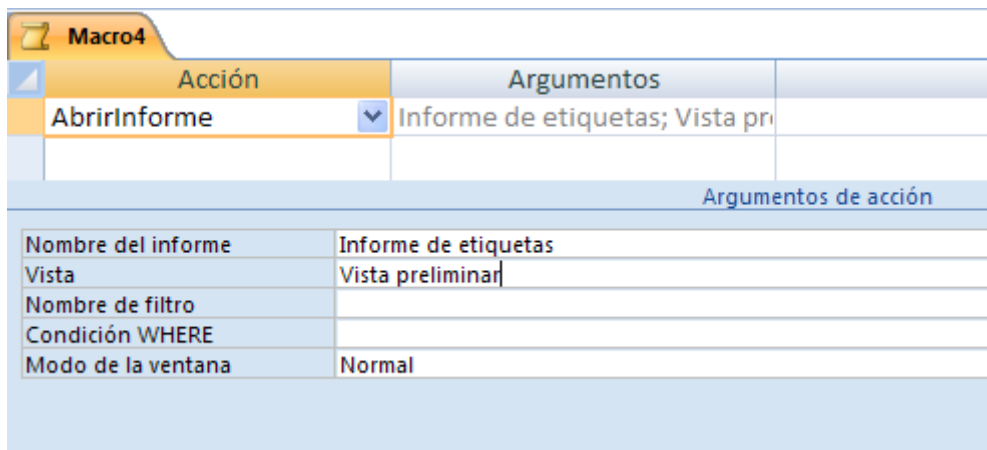 Macro4
Acción Argumentos
AbrirInforme Informe de etiquetas; Vista pr
Argumentos de acción
Nombre del informe Informe de etiquetas
Vista Vista preliminar
Nombre de filtro
Condición WHERE
Modo de la ventana Normal